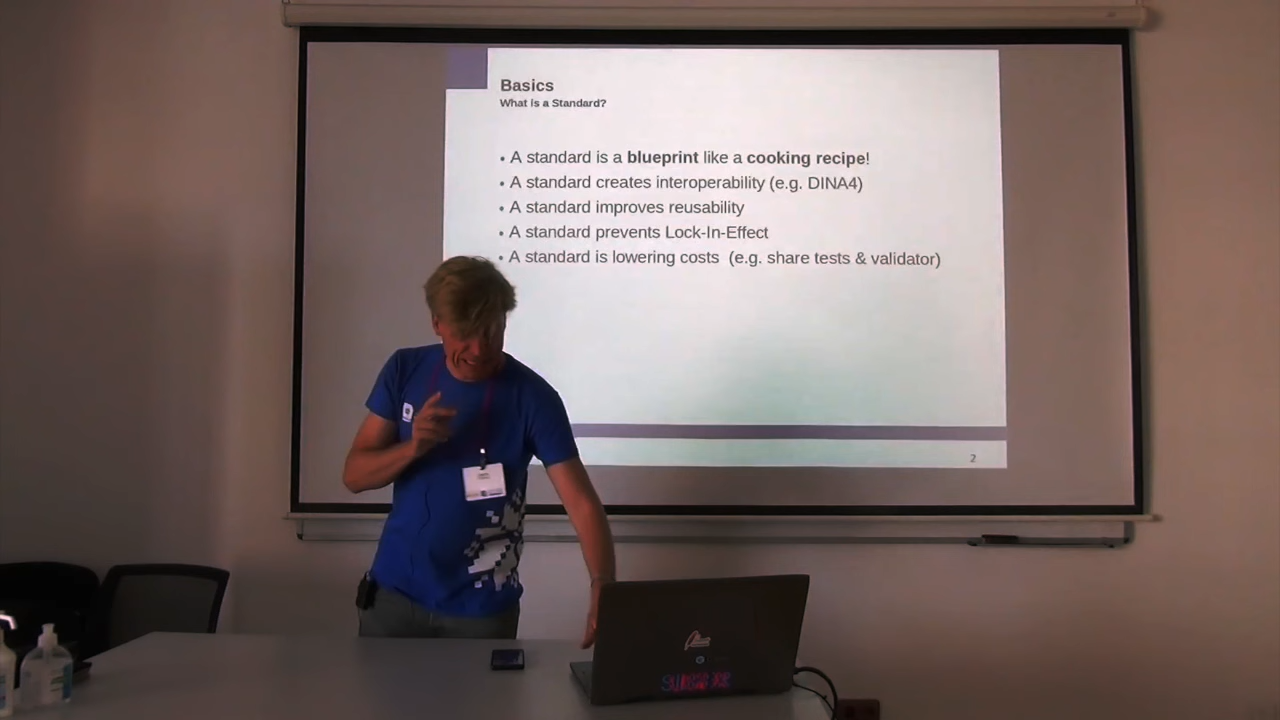 Basics
What is a Standard?
• A standard is a blueprint like a cooking recipe!
• A standard creates interoperability (e.g. DINA4)
• A standard improves reusability
• A standard prevents Lock-In-Effect
• A standard is lowering costs (e.g. share tests & validator)
2